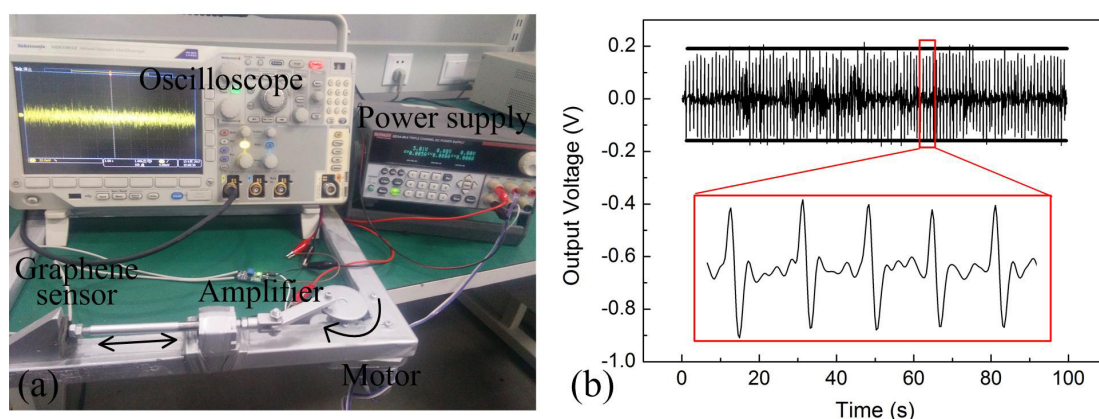 Tektronix
Oscilloscope
Power supply
Graphene
sensor
Amplifier
Motor
(a)
0.2
0.0
-0.2
-0.4
-0.6
-0.8
-1.0
Output Voltage (V)
0 20 40 60 80 100
Time (s)
(b)